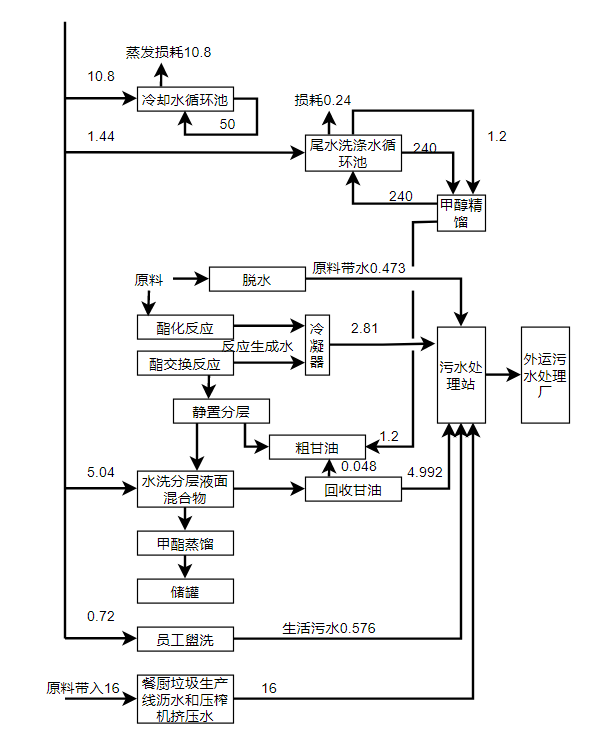 蒸发损耗10.8
10.8
冷却水循环池
50
损耗0.24
1.44
尾水洗涤水循
环池
240
1.2
240
甲醇精
馏
原料
脱水
原料带水0.473
酯化反应
反应生成水
酯交换反应
冷
凝
器
2.81
污水处
理站
外运污
水处理
厂
静置分层
粗甘油
1.2
0.048
5.04
水洗分层液面
混合物
回收甘油
4.992
甲酯蒸馏
储罐
0.72
员工盥洗
生活污水0.576
原料带入16
餐厨垃圾生产
线沥水和压榨
机挤压水
16